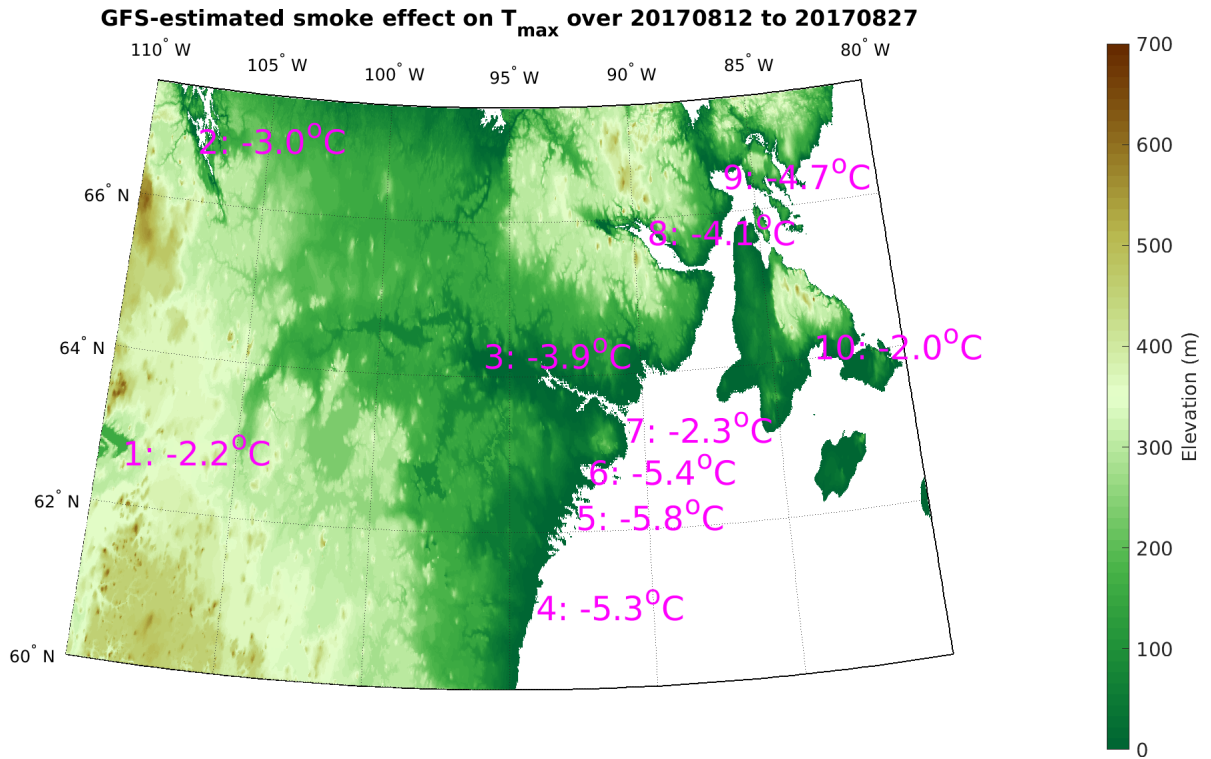 GFS-estimated smoke effect on Tmax over 20170812 to 20170827
110° W
105° W
100° W
95° W
90° W
85° W
80° W
66° N
64° N
62° N
60° N
2: -3.0°C
9: -4.7°C
8: -4.1°C
3: -3.9°C
10: -2.0°C
1: -2.2°C
7: -2.3°C
6: -5.4°C
5: -5.8°C
4: -5.3°C
700
600
500
400
300
200
100
0
Elevation (m)